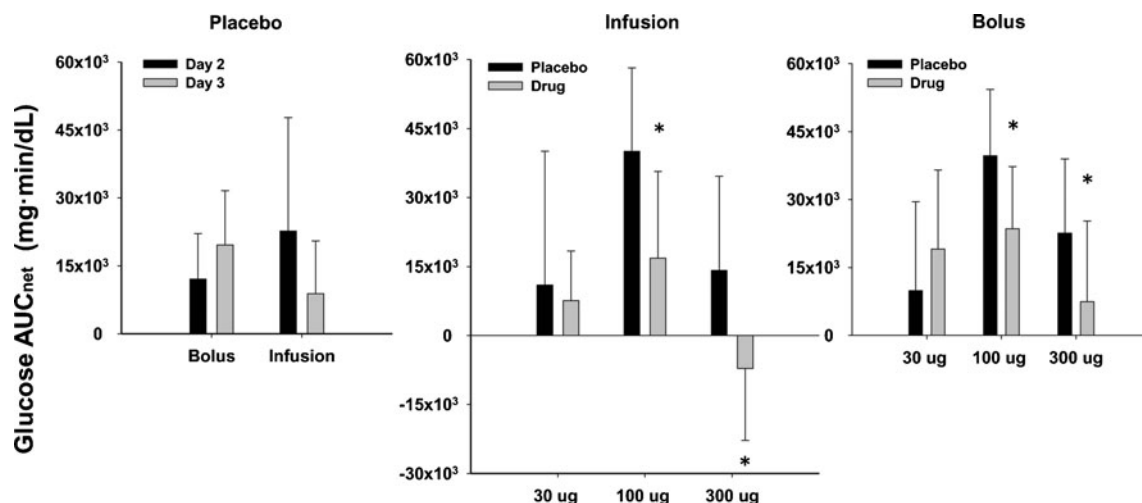 Placebo
Infusion
Bolus
Glucose AUCnet (mg·min/dL)
60x10³
45x10³
30x10³
15x10³
0
Day 2
Day 3
Bolus Infusion
60x10³
45x10³
30x10³
15x10³
0
-15x10³
-30x10³
Placebo
Drug
*
*
30 ug 100 ug 300 ug
60x10³
45x10³
30x10³
15x10³
0
Placebo
Drug
*
*
30 ug 100 ug 300 ug